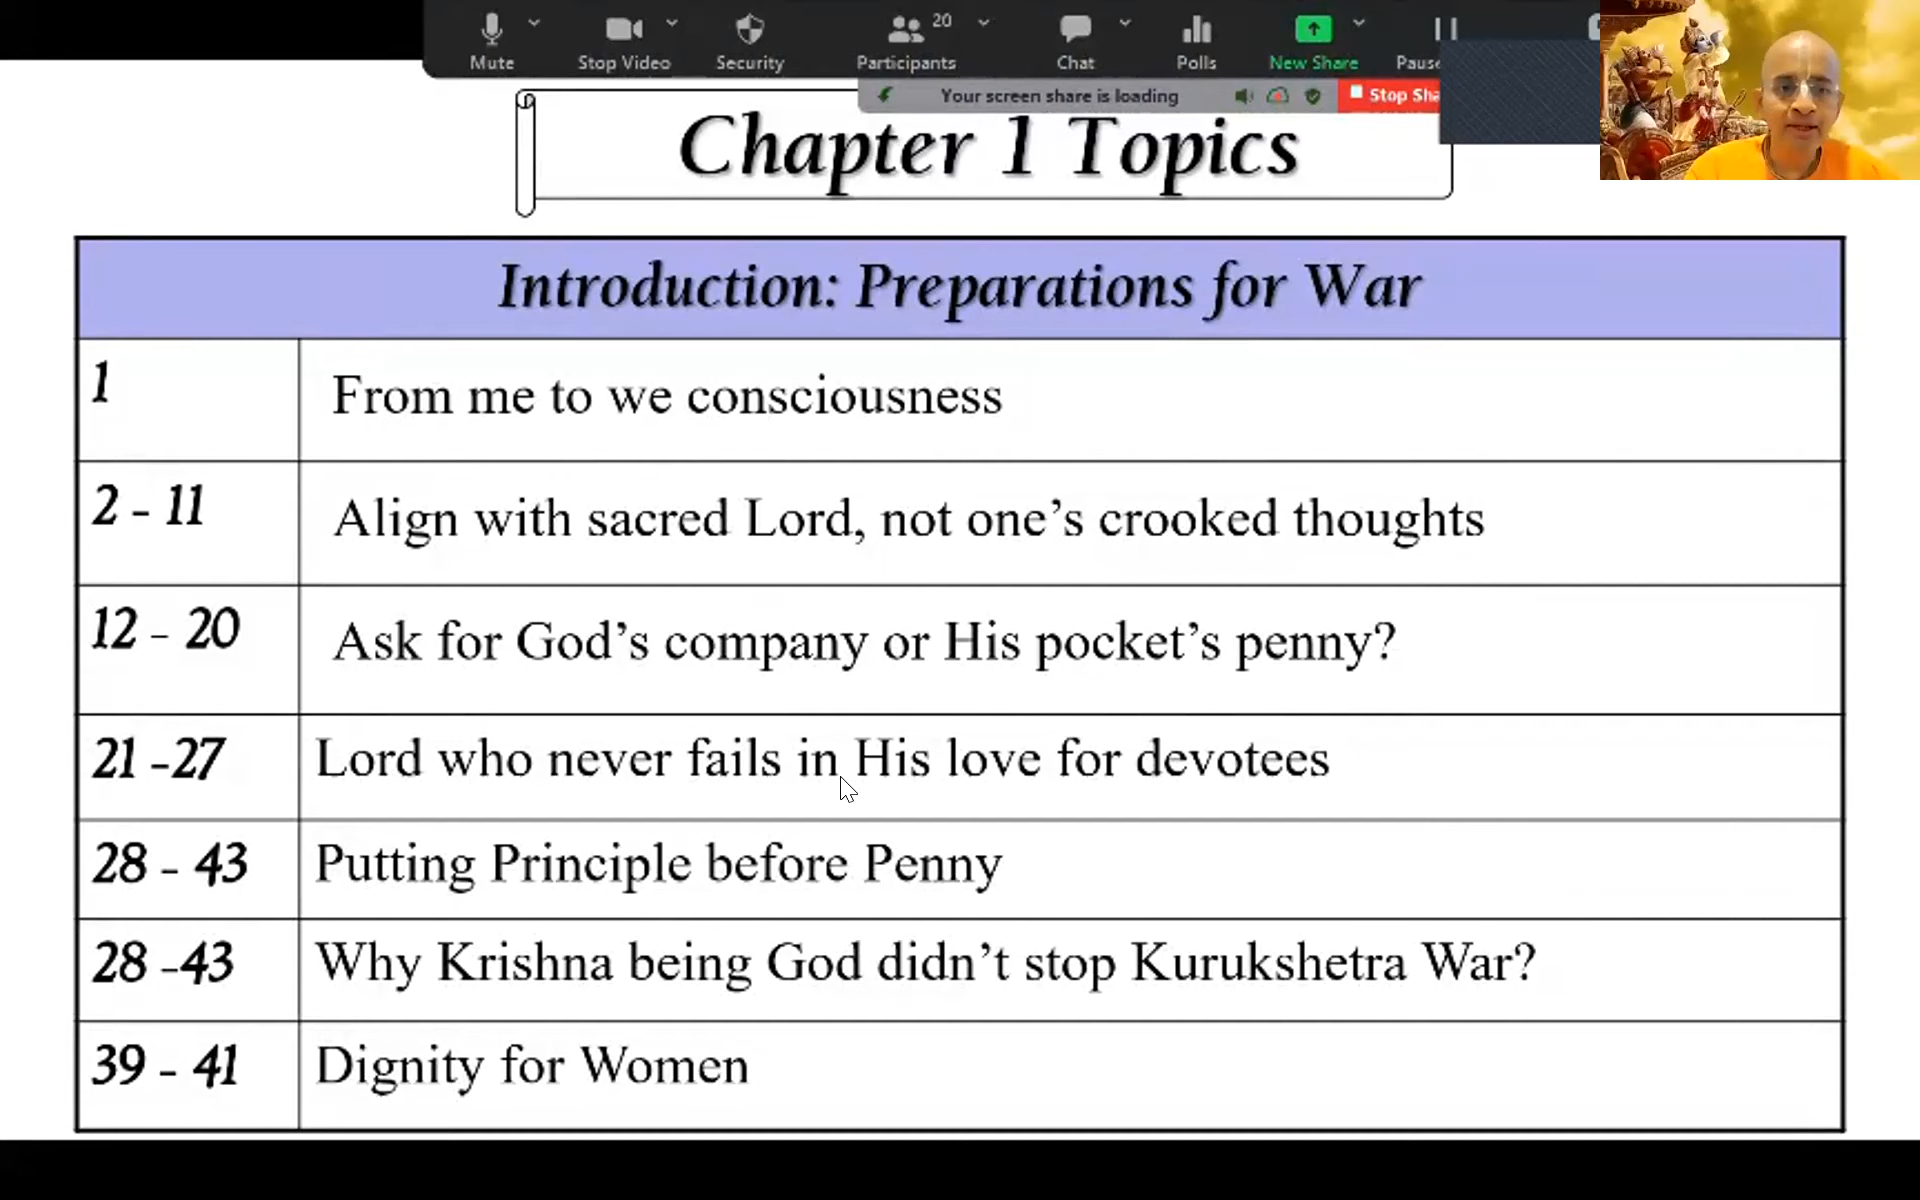 20
Mute
Stop Video
Security
Participants
Chat
Polls
New Share
Your screen share is loading
Stop
Chapter 1 Topics
Introduction: Preparations for War
1 From me to we consciousness
2 - 11 Align with sacred Lord, not one's crooked thoughts
12 - 20 Ask for God's company or His pocket's penny?
21 -27 Lord who never fails in His love for devotees
28 - 43 Putting Principle before Penny
28 -43 Why Krishna being God didn't stop Kurukshetra War?
39 - 41 Dignity for Women